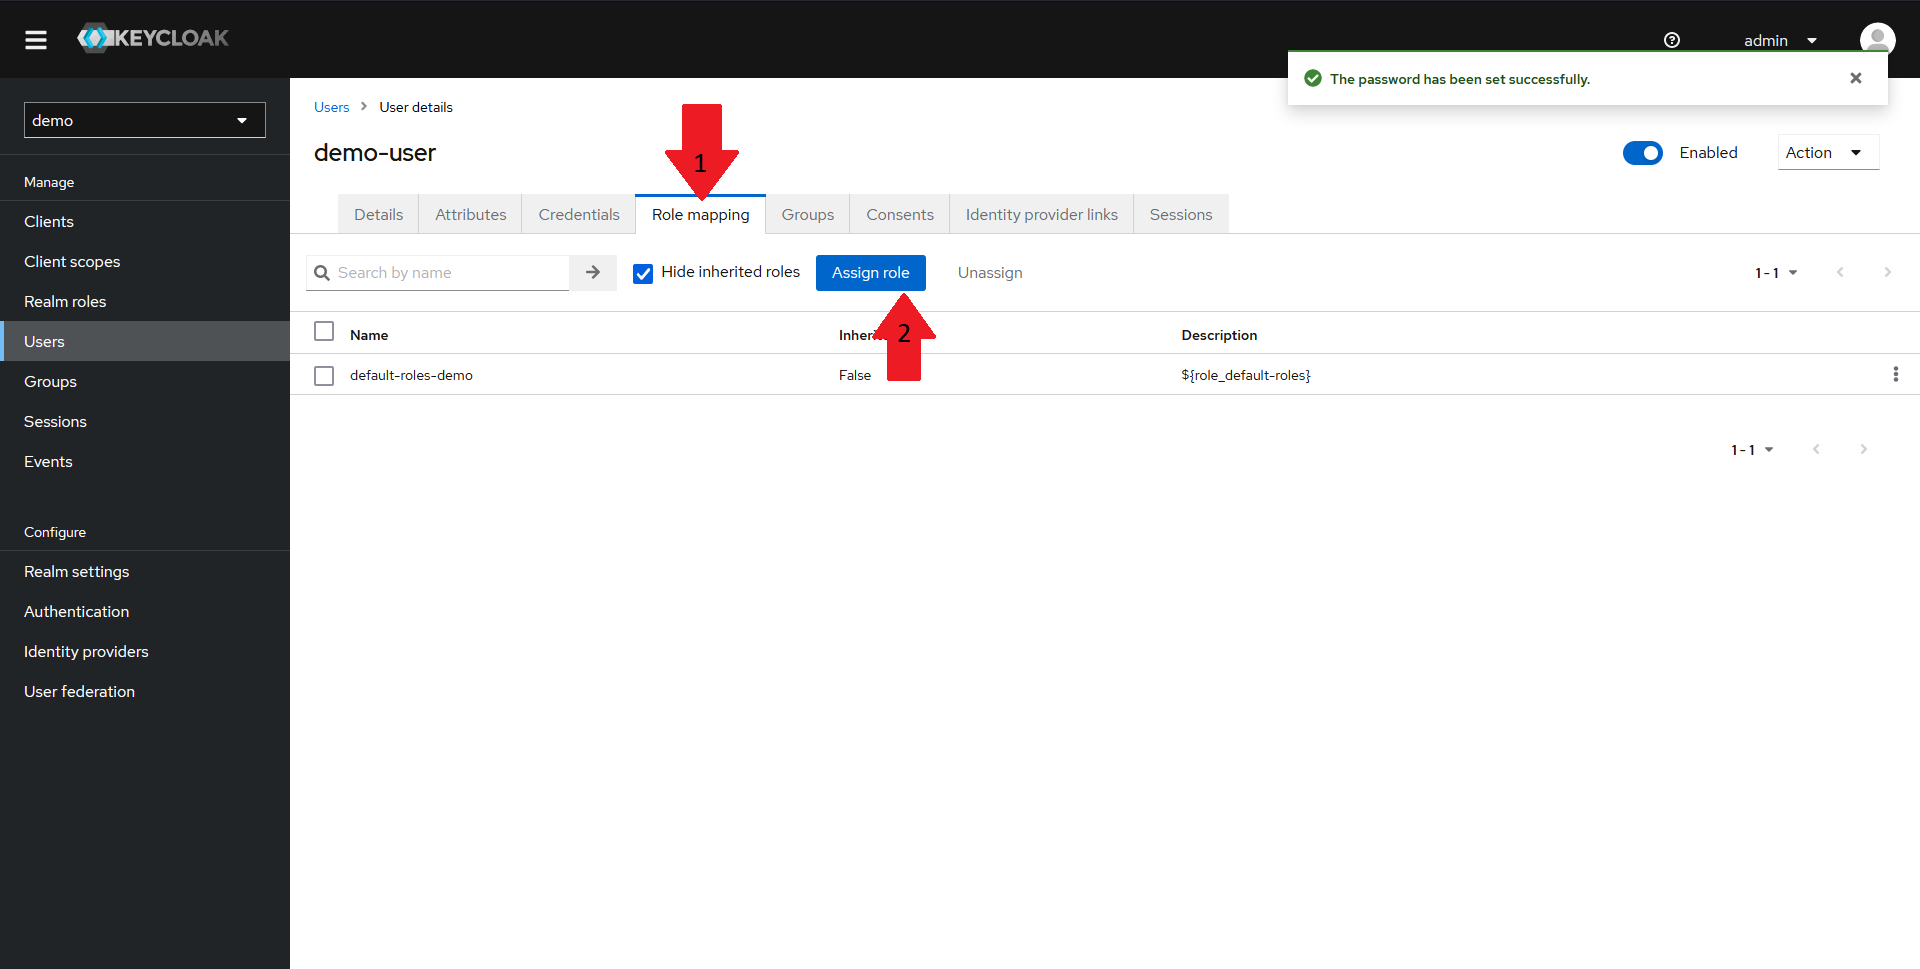 KEYCLOAK
admin
The password has been set successfully.
demo
Manage
Clients
Client scopes
Realm roles
Users
Groups
Sessions
Events
Configure
Realm settings
Authentication
Identity providers
User federation
Users > User details
demo-user
1
Enabled
Action
Details Attributes Credentials Role mapping Groups Consents Identity provider links Sessions
Search by name
Hide inherited roles
Assign role
Unassign
1 - 1
2
Name Description
default-roles-demo False ${role_default-roles}
1 - 1